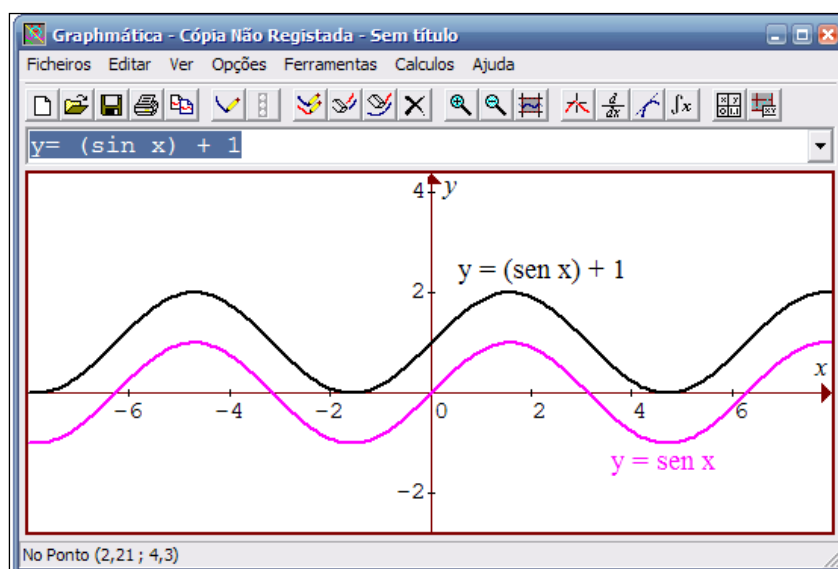 Graphmática - Cópia Não Registada - Sem título
Ficheiros Editar Ver Opções Ferramentas Calculos Ajuda
d/dx ∫x x y
y= (sin x) + 1
4 y
y = (sen x) + 1
2
x
-6 -4 -2 0 2 4 6
y = sen x
-2
No Ponto (2,21 ; 4,3)